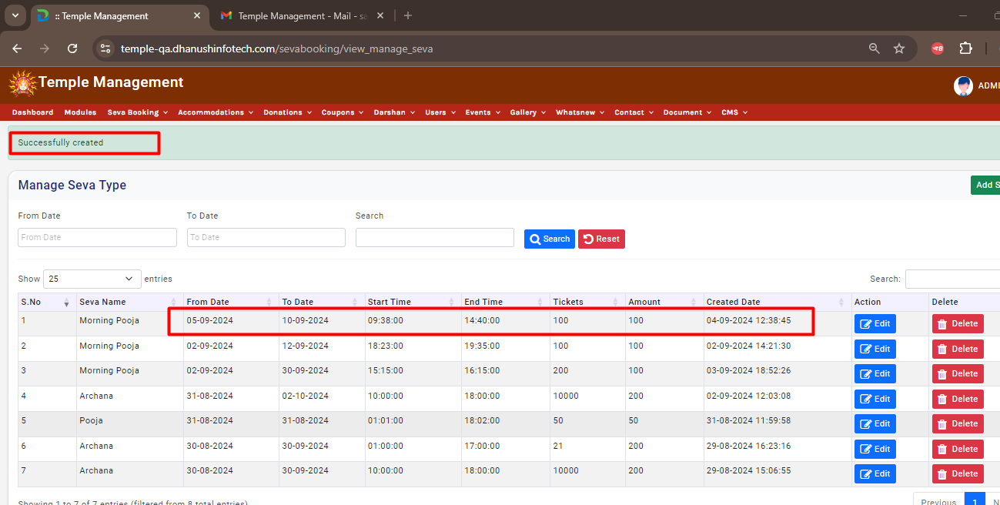 :: Temple Management
Temple Management - Mail - sa
temple-qa.dhanushinfotech.com/sevabooking/view_manage_seva
Temple Management
ADMI
Dashboard Modules Seva Booking Accommodations Donations Coupons Darshan Users Events Gallery Whatsnew Contact Document CMS
Successfully created
Manage Seva Type
Add S
From Date To Date Search
From Date To Date Search Reset
Show 25 entries Search:
S.No Seva Name From Date To Date Start Time End Time Tickets Amount Created Date Action Delete
1 Morning Pooja 05-09-2024 10-09-2024 09:38:00 14:40:00 100 100 04-09-2024 12:38:45 Edit Delete
2 Morning Pooja 02-09-2024 12-09-2024 18:23:00 19:35:00 100 100 02-09-2024 14:21:30 Edit Delete
3 Morning Pooja 02-09-2024 30-09-2024 15:15:00 16:15:00 200 100 03-09-2024 18:52:26 Edit Delete
4 Archana 31-08-2024 02-10-2024 10:00:00 18:00:00 10000 200 02-09-2024 12:03:08 Edit Delete
5 Pooja 31-08-2024 31-08-2024 01:01:00 18:02:00 50 50 31-08-2024 11:59:58 Edit Delete
6 Archana 30-08-2024 30-09-2024 01:00:00 17:00:00 21 200 29-08-2024 16:23:16 Edit Delete
7 Archana 30-08-2024 30-09-2024 10:00:00 18:00:00 10000 200 29-08-2024 15:06:55 Edit Delete
Showing 1 to 7 of 7 entries (filtered from 8 total entries) Previous 1 N